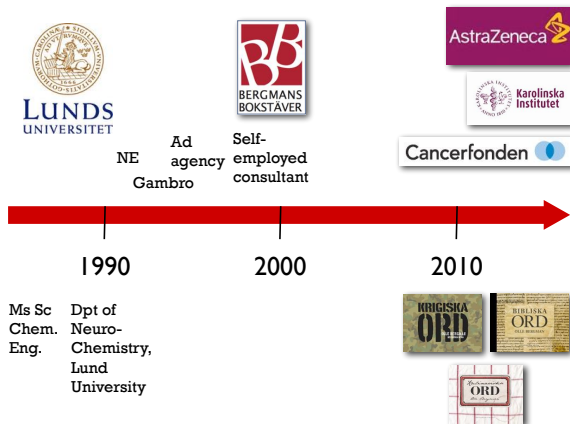 LUNDS
UNIVERSITET
BB
BERGMANS
BOKSTÄVER
AstraZeneca
Karolinska
Institutet
Cancerfonden
NE
Ad
agency
Gambro
Self-
employed
consultant
1990
2000
2010
Ms Sc
Chem.
Eng.
Dpt of
Neuro-
Chemistry,
Lund
University
KRIGISKA
ORD
BIBLISKA
ORD
ORD